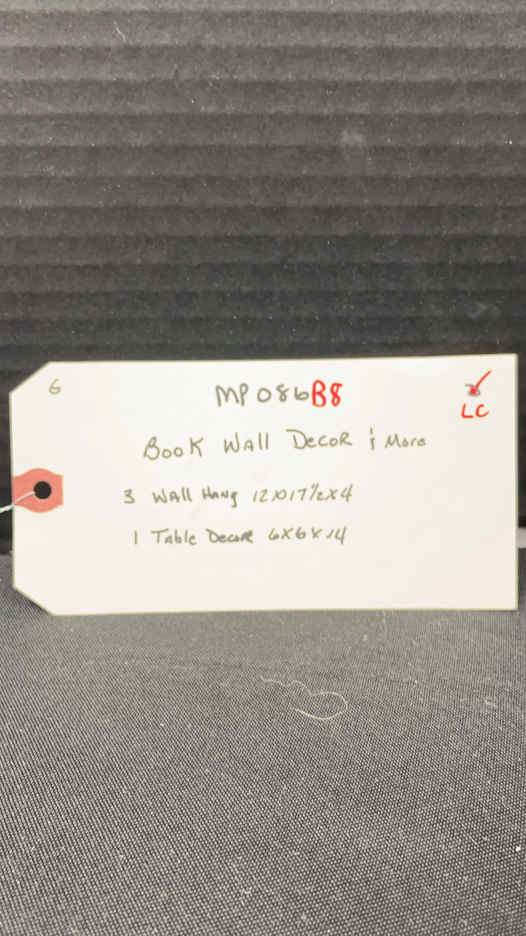 6
MP086B8
LC
Book Wall Decor & More
3 Wall Hang 12x17½x4
1 Table Decor 6x6x14